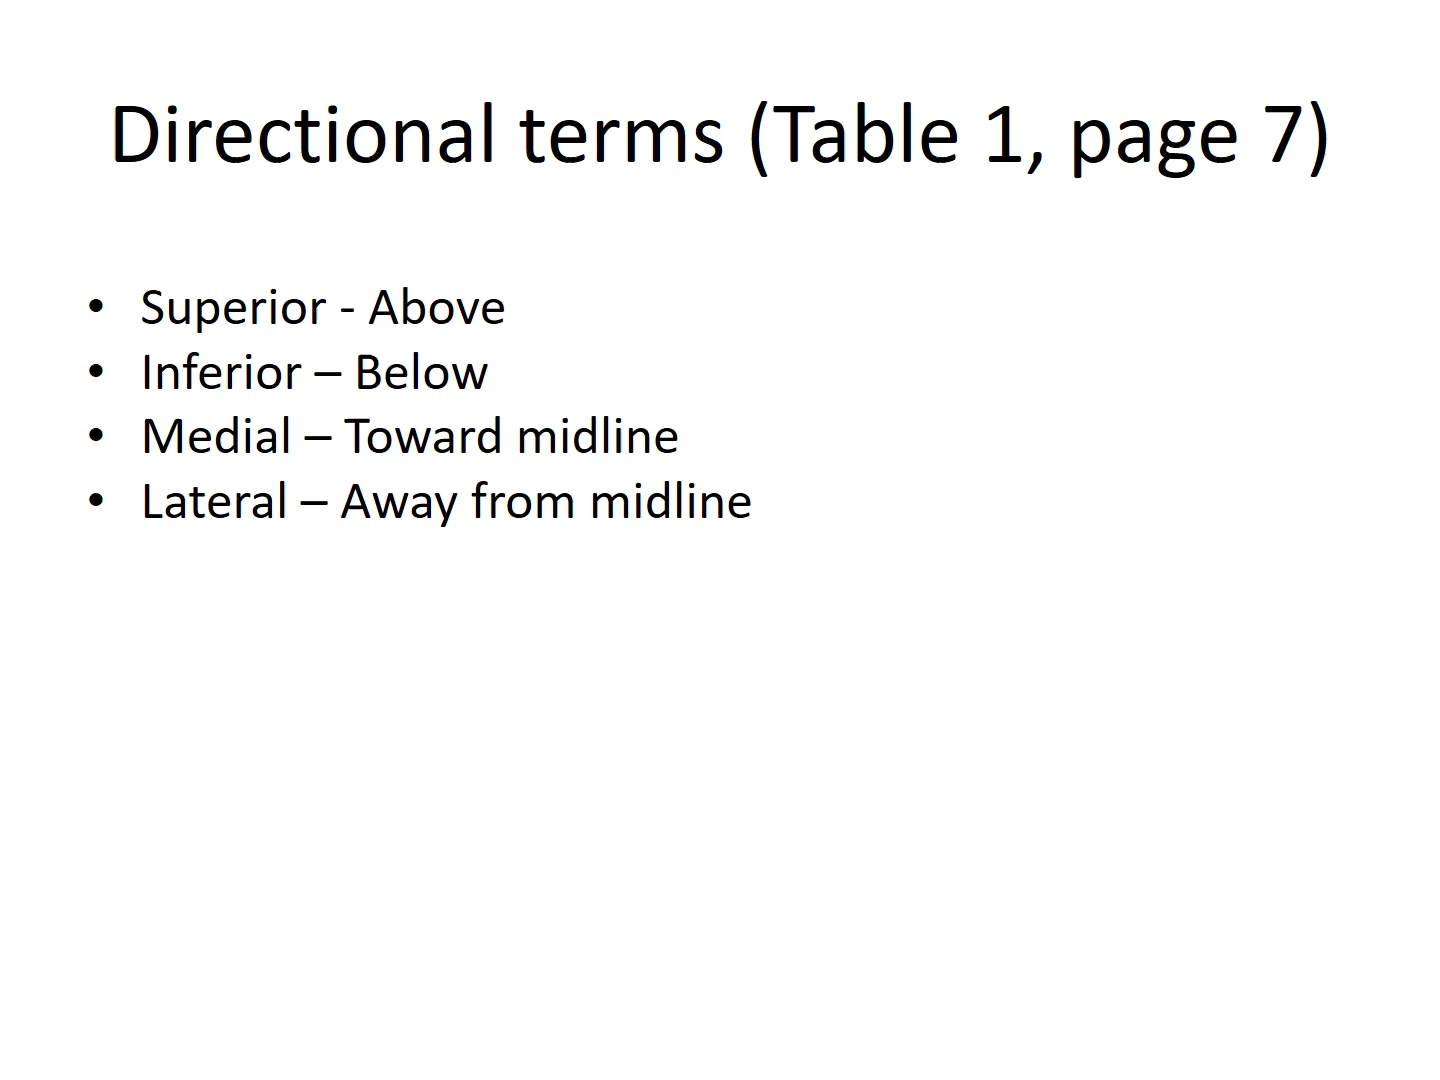 Directional terms (Table 1, page 7)
• Superior - Above
• Inferior – Below
• Medial – Toward midline
• Lateral – Away from midline